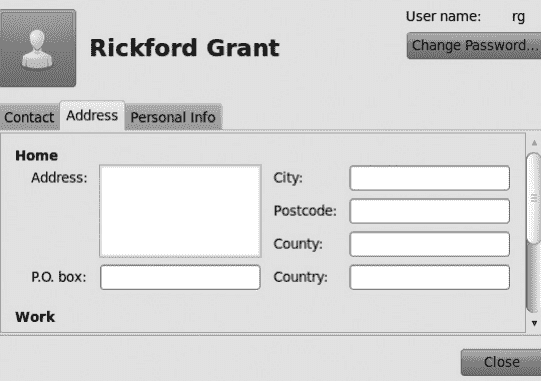 User name: rg
Rickford Grant
Change Password...
Contact Address Personal Info
Home
Address: City:
Postcode:
County:
P.O. box: Country:
Work
Close